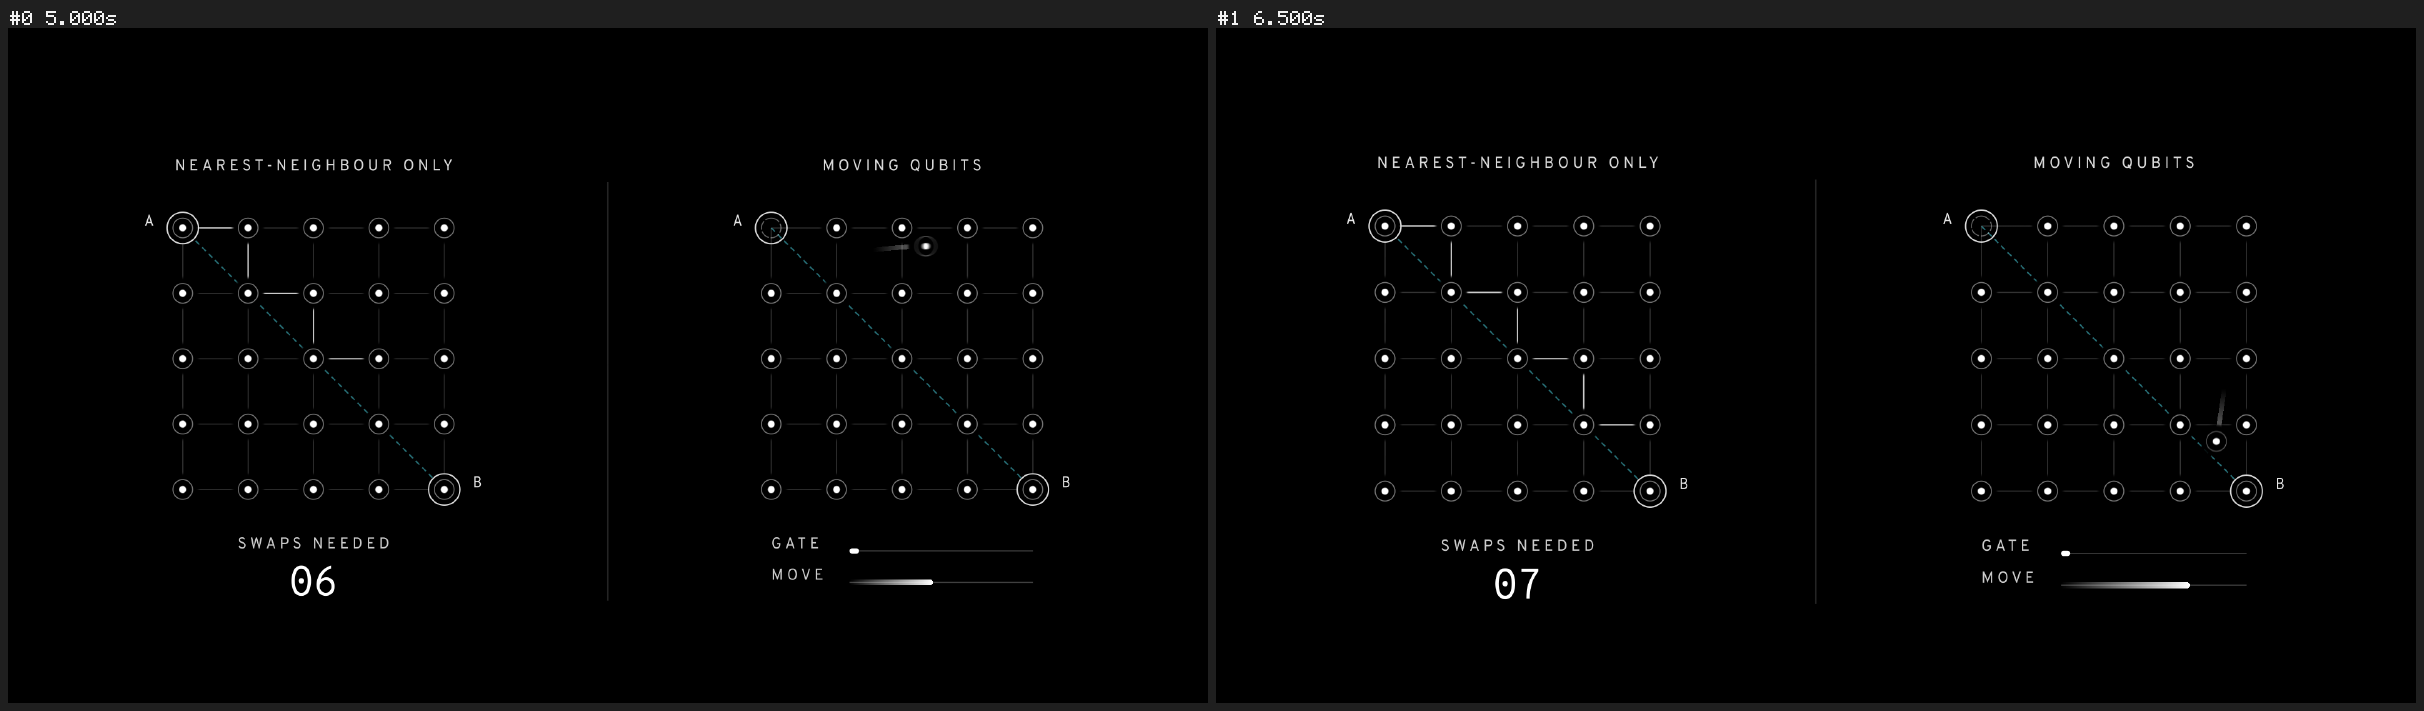 #0 5.000s
NEAREST-NEIGHBOUR ONLY
MOVING QUBITS
A
A
B
B
SWAPS NEEDED
06
GATE
MOVE
#1 6.500s
NEAREST-NEIGHBOUR ONLY
MOVING QUBITS
A
A
B
B
SWAPS NEEDED
07
GATE
MOVE